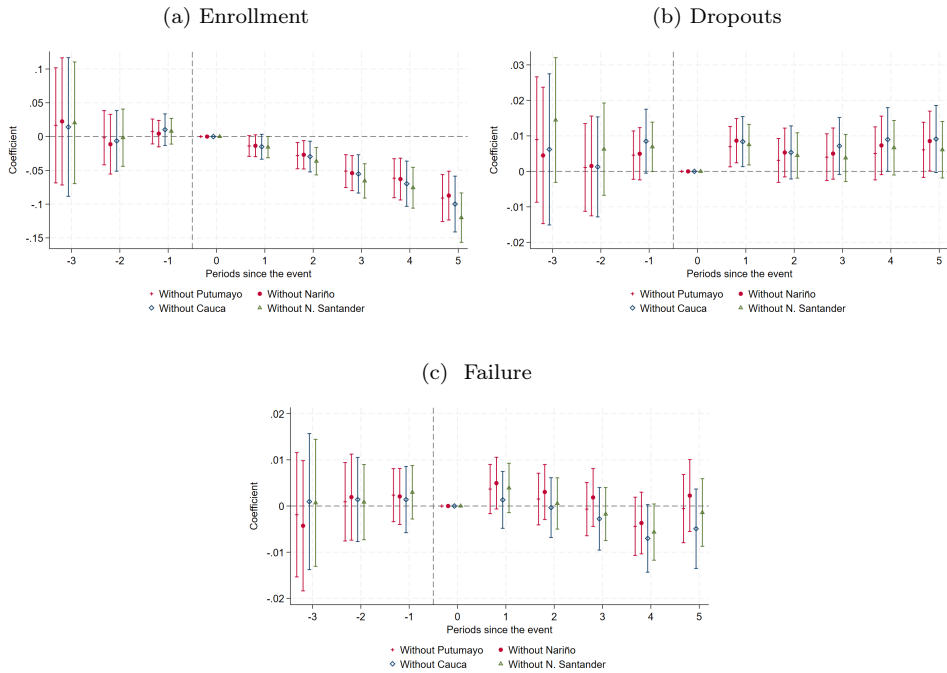 (a) Enrollment
.1
.05
0
-.05
-.1
-.15
Coefficient
-3 -2 -1 0 1 2 3 4 5
Periods since the event
Without Putumayo Without Nariño
Without Cauca Without N. Santander
(b) Dropouts
.03
.02
.01
0
-.01
-.02
Coefficient
-3 -2 -1 0 1 2 3 4 5
Periods since the event
Without Putumayo Without Nariño
Without Cauca Without N. Santander
(c) Failure
.02
.01
0
-.01
-.02
Coefficient
-3 -2 -1 0 1 2 3 4 5
Periods since the event
Without Putumayo Without Nariño
Without Cauca Without N. Santander